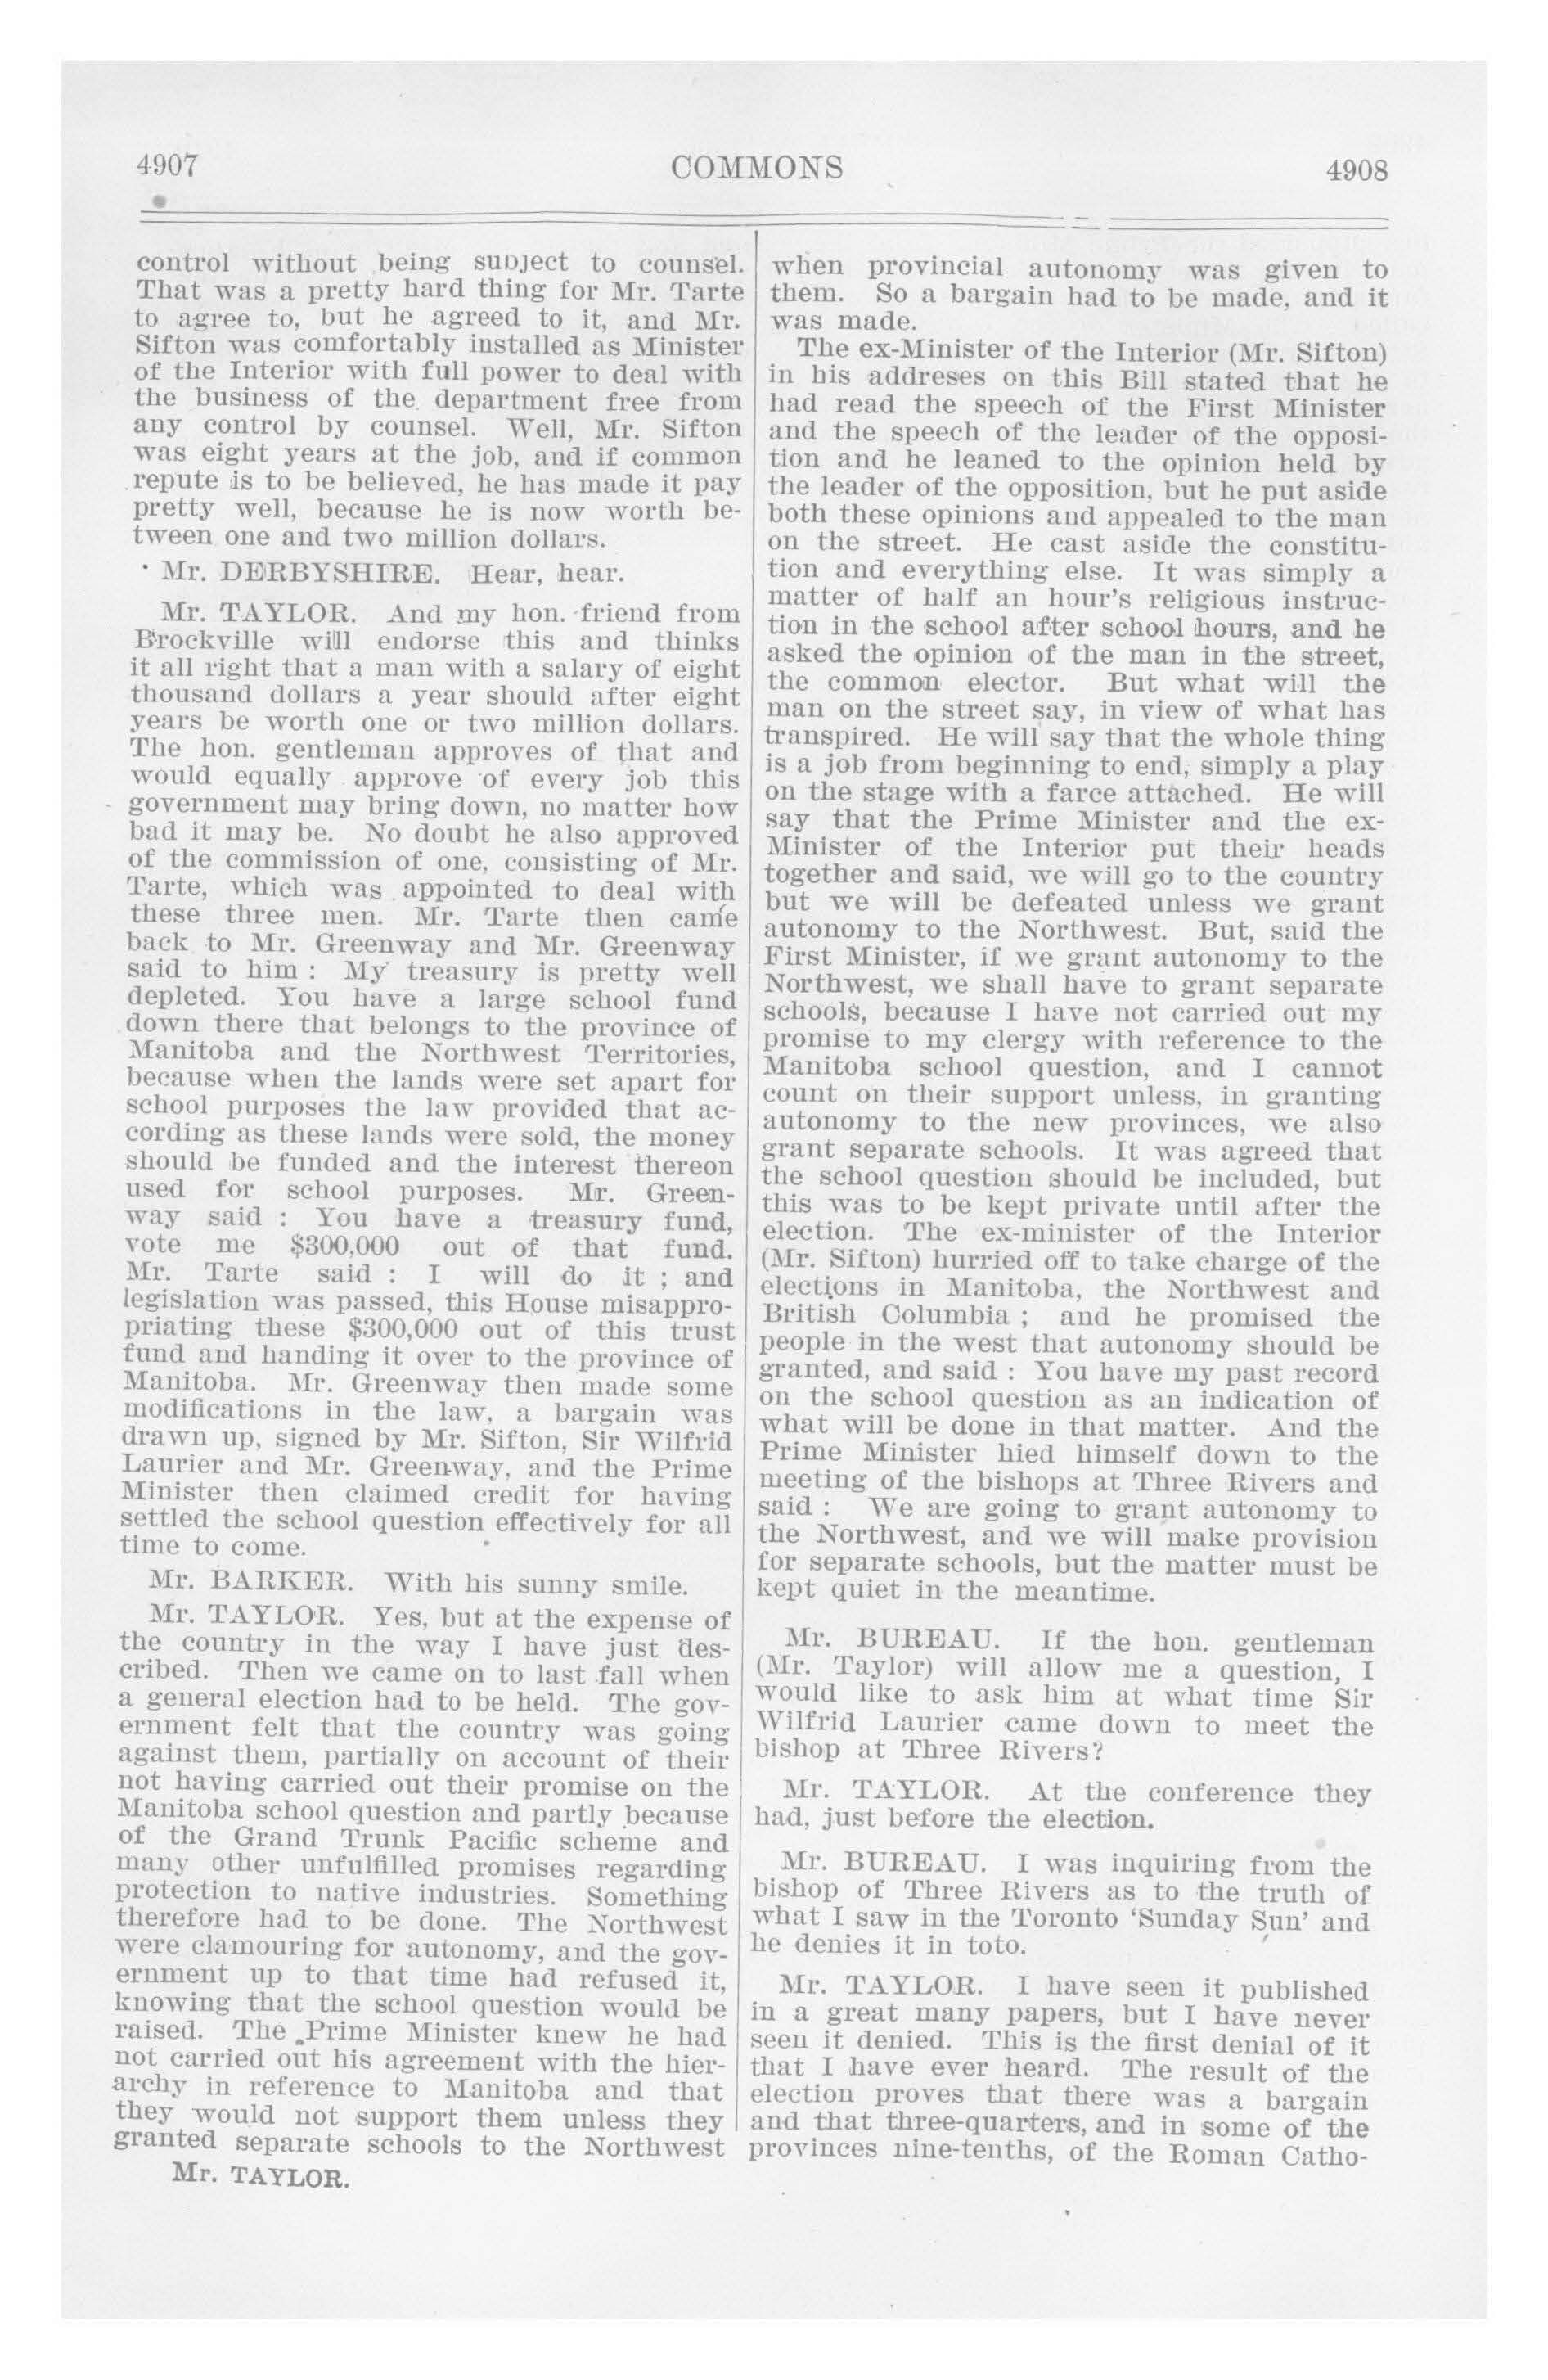 4907
COMMONS
4908
control without being subject to counsel.
That was a pretty hard thing for Mr. Tarte
to agree to, but he agreed to it, and Mr.
Sifton was comfortably installed as Minister
of the Interior with full power to deal with
the business of the department free from
any control by counsel. Well, Mr. Sifton
was eight years at the job, and if common
repute is to be believed, he has made it pay
pretty well, because he is now worth be-
tween one and two million dollars.
Mr. DERBYSHIRE. Hear, hear.
Mr. TAYLOR. And my hon. friend from
Brockville will endorse this and thinks
it all right that a man with a salary of eight
thousand dollars a year should after eight
years be worth one or two million dollars.
The hon. gentleman approves of that and
would equally approve of every job this
government may bring down, no matter how
bad it may be. No doubt he also approved
of the commission of one, consisting of Mr.
Tarte, which was appointed to deal with
these three men. Mr. Tarte then came
back to Mr. Greenway and Mr. Greenway
said to him : My treasury is pretty well
depleted. You have a large school fund
down there that belongs to the province of
Manitoba and the Northwest Territories,
because when the lands were set apart for
school purposes the law provided that ac-
cording as these lands were sold, the money
should be funded and the interest thereon
used for school purposes. Mr. Green-
way said : You have a treasury fund,
vote me $300,000 out of that fund.
Mr. Tarte said : I will do it ; and
legislation was passed, this House misappro-
priating these $300,000 out of this trust
fund and handing it over to the province of
Manitoba. Mr. Greenway then made some
modifications in the law, a bargain was
drawn up, signed by Mr. Sifton, Sir Wilfrid
Laurier and Mr. Greenway, and the Prime
Minister then claimed credit for having
settled the school question effectively for all
time to come.
Mr. BARKER. With his sunny smile.
Mr. TAYLOR. Yes, but at the expense of
the country in the way I have just des-
cribed. Then we came on to last fall when
a general election had to be held. The gov-
ernment felt that the country was going
against them, partially on account of their
not having carried out their promise on the
Manitoba school question and partly because
of the Grand Trunk Pacific scheme and
many other unfulfilled promises regarding
protection to native industries. Something
therefore had to be done. The Northwest
were clamouring for autonomy, and the gov-
ernment up to that time had refused it,
knowing that the school question would be
raised. The Prime Minister knew he had
not carried out his agreement with the hier-
archy in reference to Manitoba and that
they would not support them unless they
granted separate schools to the Northwest
Mr. TAYLOR.
when provincial autonomy was given to
them. So a bargain had to be made, and it
was made.
The ex-Minister of the Interior (Mr. Sifton)
in his addreses on this Bill stated that he
had read the speech of the First Minister
and the speech of the leader of the opposi-
tion and he leaned to the opinion held by
the leader of the opposition, but he put aside
both these opinions and appealed to the man
on the street. He cast aside the constitu-
tion and everything else. It was simply a
matter of half an hour's religious instruc-
tion in the school after school hours, and he
asked the opinion of the man in the street,
the common elector. But what will the
man on the street say, in view of what has
transpired. He will say that the whole thing
is a job from beginning to end, simply a play
on the stage with a farce attached. He will
say that the Prime Minister and the ex-
Minister of the Interior put their heads
together and said, we will go to the country
but we will be defeated unless we grant
autonomy to the Northwest. But, said the
First Minister, if we grant autonomy to the
Northwest, we shall have to grant separate
schools, because I have not carried out my
promise to my clergy with reference to the
Manitoba school question, and I cannot
count on their support unless, in granting
autonomy to the new provinces, we also
grant separate schools. It was agreed that
the school question should be included, but
this was to be kept private until after the
election. The ex-minister of the Interior
(Mr. Sifton) hurried off to take charge of the
elections in Manitoba, the Northwest and
British Columbia ; and he promised the
people in the west that autonomy should be
granted, and said : You have my past record
on the school question as an indication of
what will be done in that matter. And the
Prime Minister hied himself down to the
meeting of the bishops at Three Rivers and
said : We are going to grant autonomy to
the Northwest, and we will make provision
for separate schools, but the matter must be
kept quiet in the meantime.
Mr. BUREAU. If the hon. gentleman
(Mr. Taylor) will allow me a question, I
would like to ask him at what time Sir
Wilfrid Laurier came down to meet the
bishop at Three Rivers?
Mr. TAYLOR. At the conference they
had, just before the election.
Mr. BUREAU. I was inquiring from the
bishop of Three Rivers as to the truth of
what I saw in the Toronto 'Sunday Sun' and
he denies it in toto.
Mr. TAYLOR. I have seen it published
in a great many papers, but I have never
seen it denied. This is the first denial of it
that I have ever heard. The result of the
election proves that there was a bargain
and that three-quarters, and in some of the
provinces nine-tenths, of the Roman Catho-